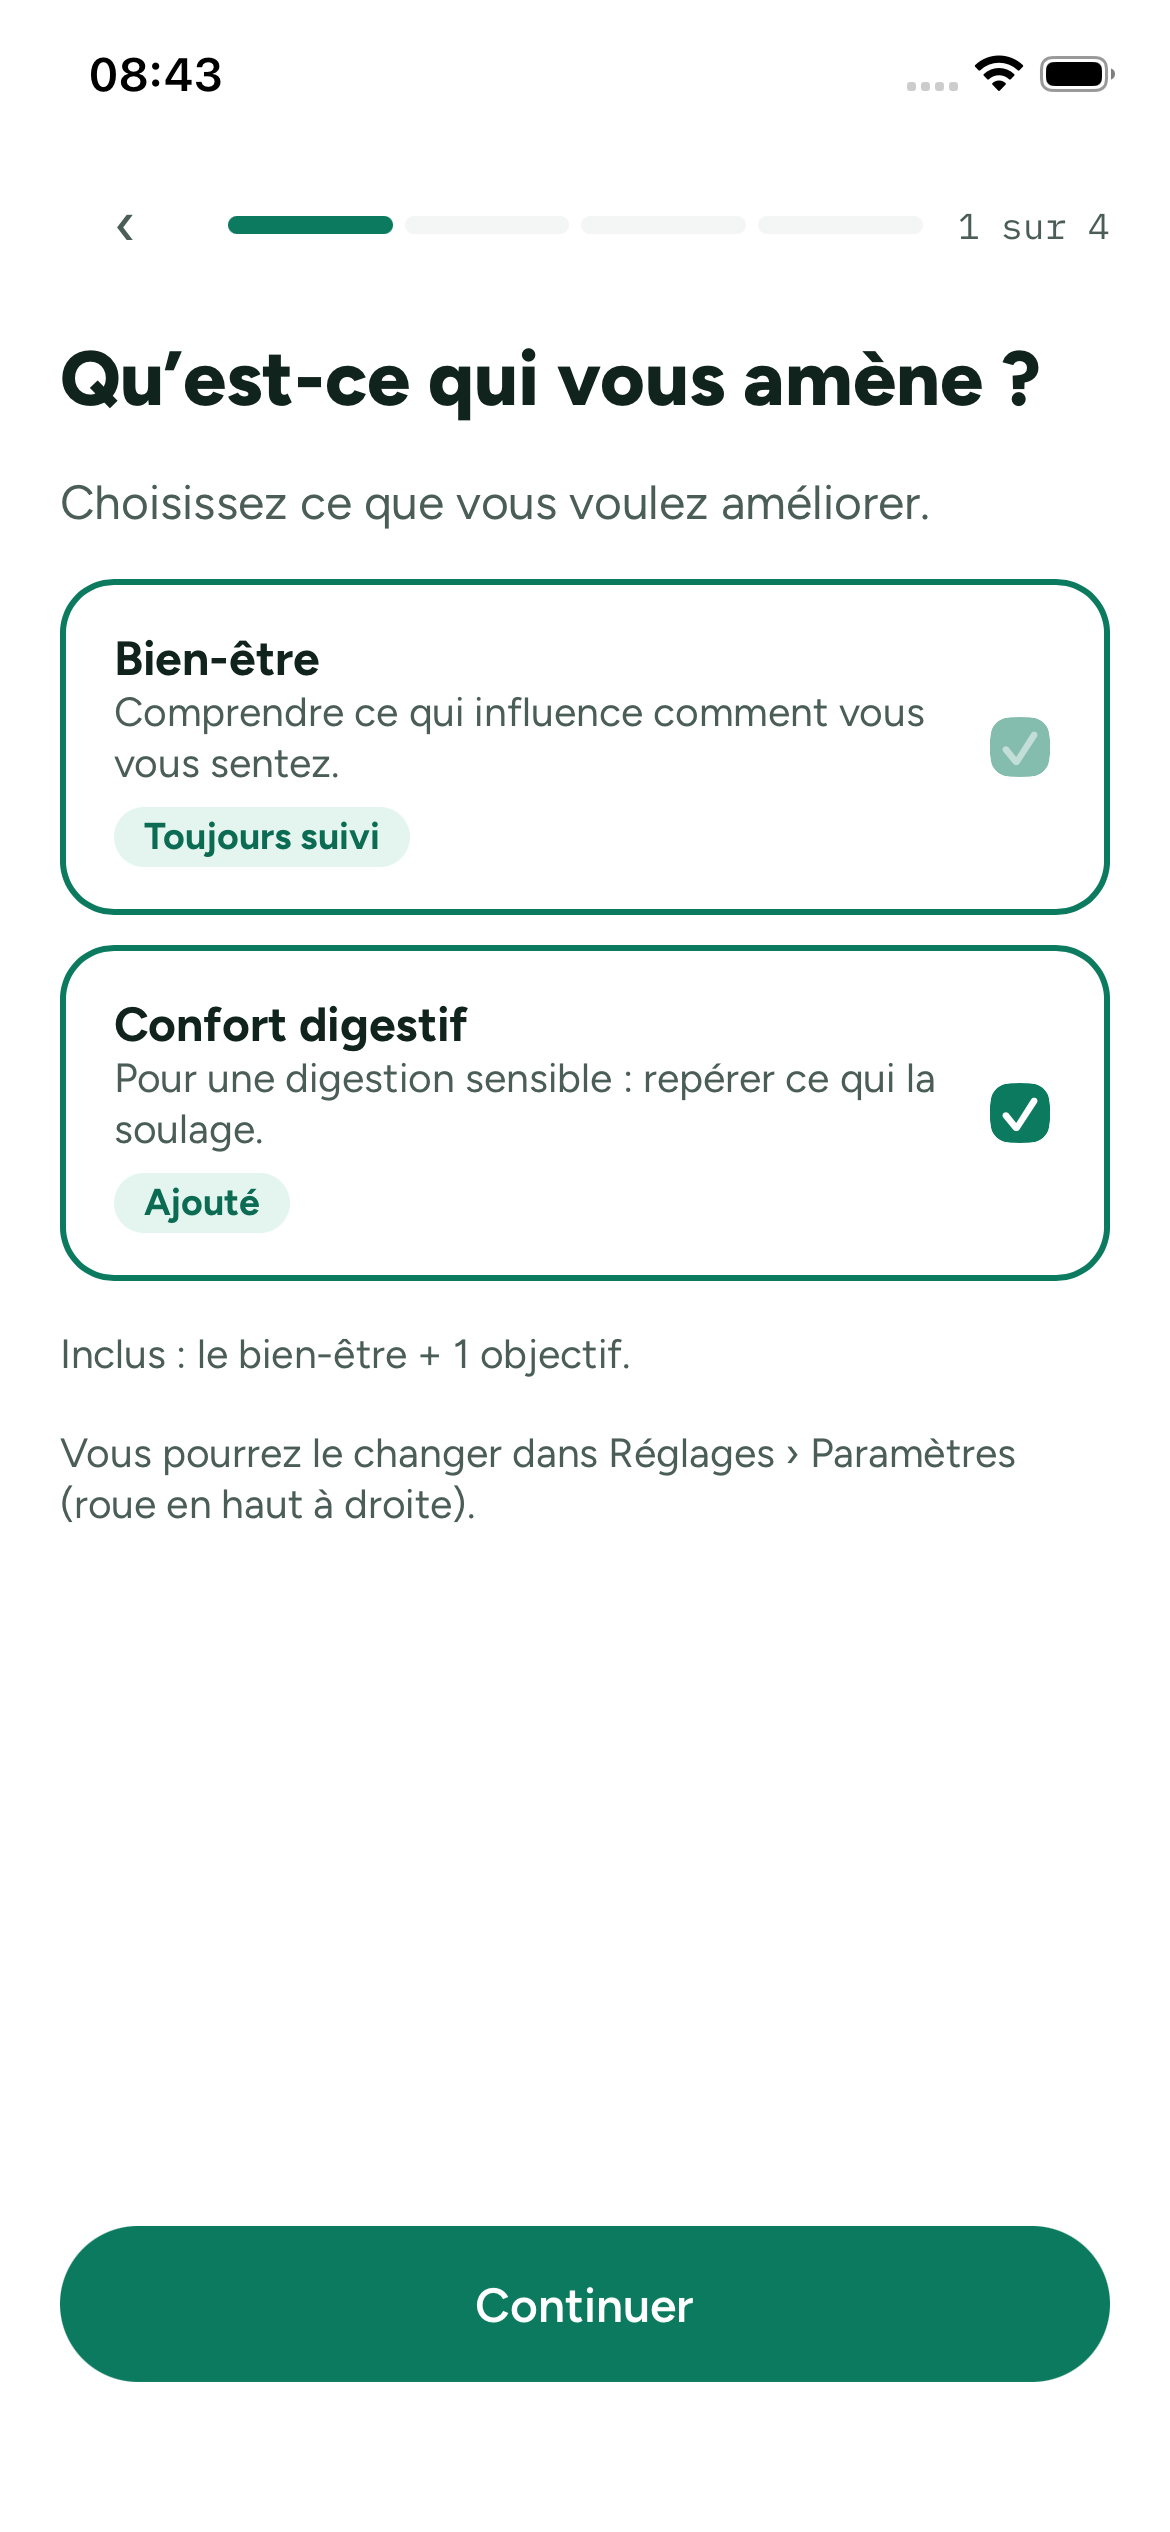 08:43
‹
1 sur 4
Qu’est-ce qui vous amène ?
Choisissez ce que vous voulez améliorer.
Bien-être
Comprendre ce qui influence comment vous
vous sentez.
Toujours suivi
Confort digestif
Pour une digestion sensible : repérer ce qui la
soulage.
Ajouté
Inclus : le bien-être + 1 objectif.
Vous pourrez le changer dans Réglages › Paramètres
(roue en haut à droite).
Continuer